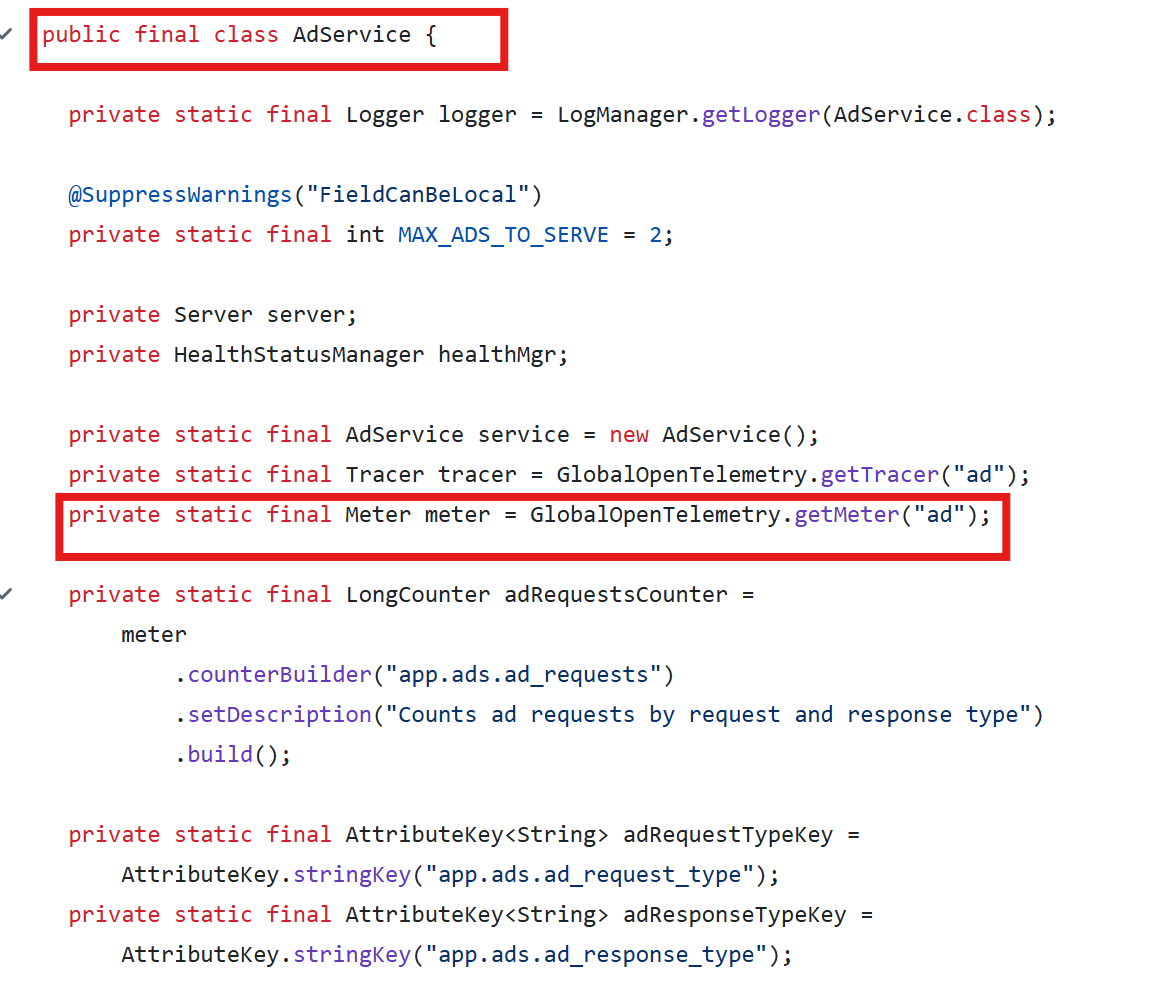 public final class AdService {
private static final Logger logger = LogManager.getLogger(AdService.class);
@SuppressWarnings("FieldCanBeLocal")
private static final int MAX_ADS_TO_SERVE = 2;
private Server server;
private HealthStatusManager healthMgr;
private static final AdService service = new AdService();
private static final Tracer tracer = GlobalOpenTelemetry.getTracer("ad");
private static final Meter meter = GlobalOpenTelemetry.getMeter("ad");
private static final LongCounter adRequestsCounter =
meter
.counterBuilder("app.ads.ad_requests")
.setDescription("Counts ad requests by request and response type")
.build();
private static final AttributeKey<String> adRequestTypeKey =
AttributeKey.stringKey("app.ads.ad_request_type");
private static final AttributeKey<String> adResponseTypeKey =
AttributeKey.stringKey("app.ads.ad_response_type");